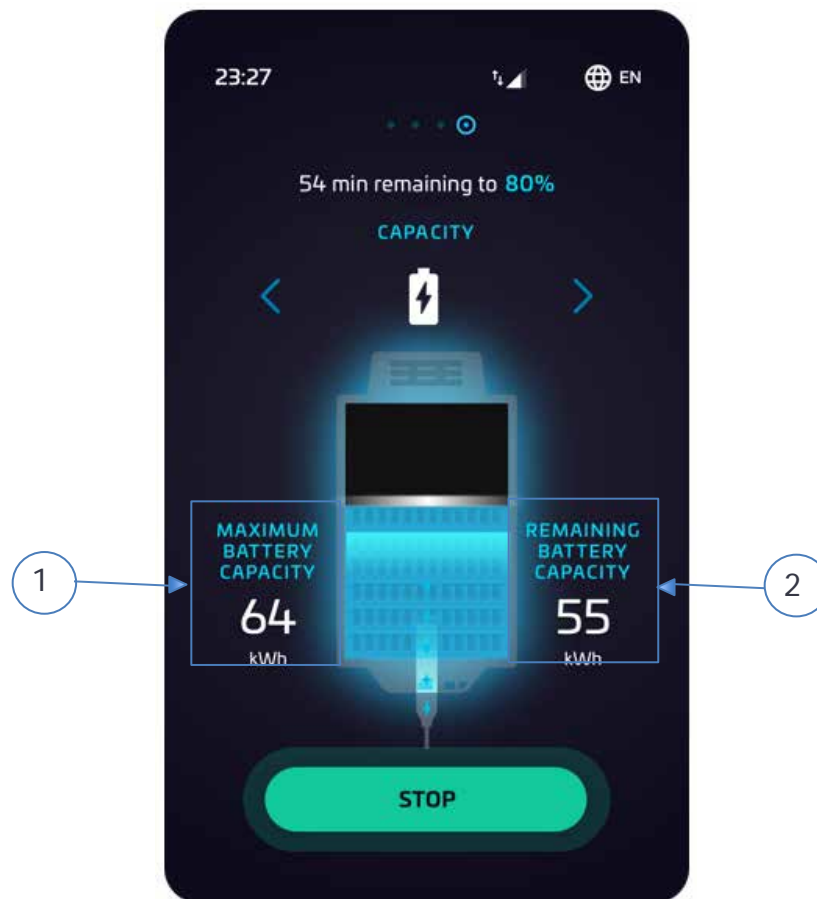 23:27
EN
54 min remaining to 80%
CAPACITY
MAXIMUM
BATTERY
CAPACITY
64
kWh
REMAINING
BATTERY
CAPACITY
55
kWh
1
2
STOP